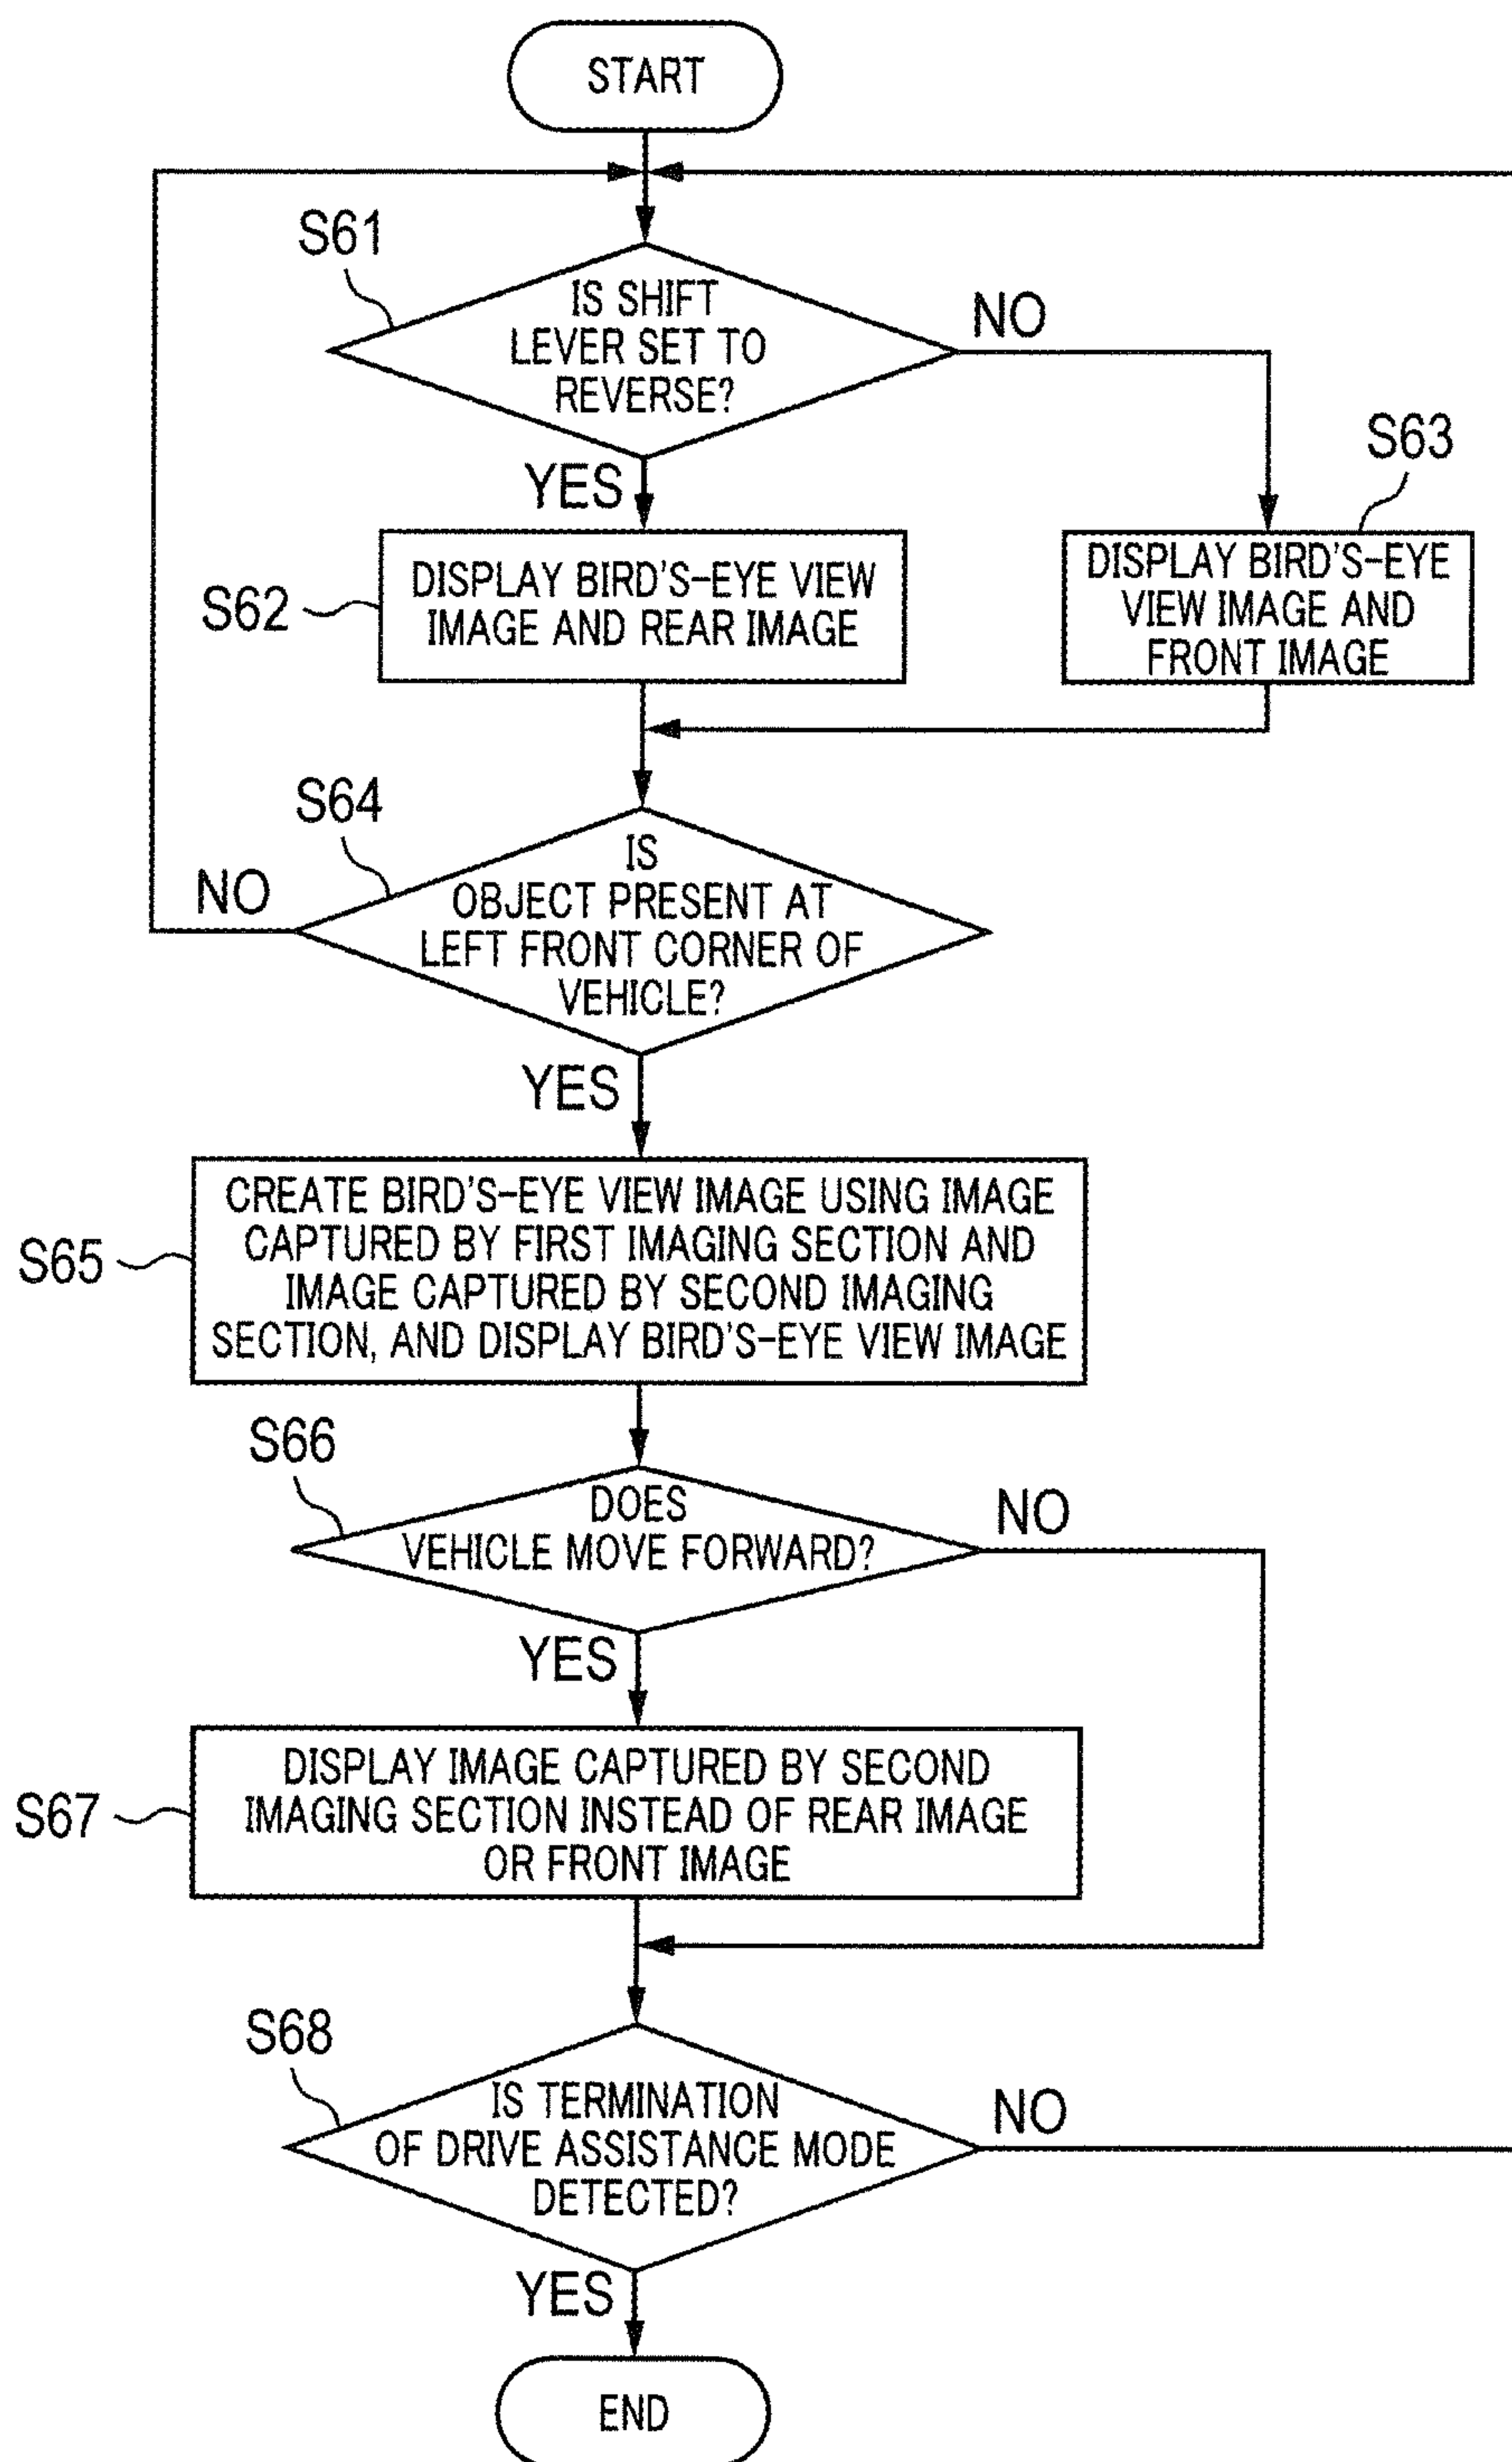 START
S61
IS SHIFT
LEVER SET TO
REVERSE?
NO
YES
S62
DISPLAY BIRD'S-EYE VIEW
IMAGE AND REAR IMAGE
S63
DISPLAY BIRD'S-EYE
VIEW IMAGE AND
FRONT IMAGE
S64
IS
OBJECT PRESENT AT
LEFT FRONT CORNER OF
VEHICLE?
NO
YES
S65
CREATE BIRD'S-EYE VIEW IMAGE USING IMAGE
CAPTURED BY FIRST IMAGING SECTION AND
IMAGE CAPTURED BY SECOND IMAGING
SECTION, AND DISPLAY BIRD'S-EYE VIEW IMAGE
S66
DOES
VEHICLE MOVE FORWARD?
NO
YES
S67
DISPLAY IMAGE CAPTURED BY SECOND
IMAGING SECTION INSTEAD OF REAR IMAGE
OR FRONT IMAGE
S68
IS TERMINATION
OF DRIVE ASSISTANCE MODE
DETECTED?
NO
YES
END